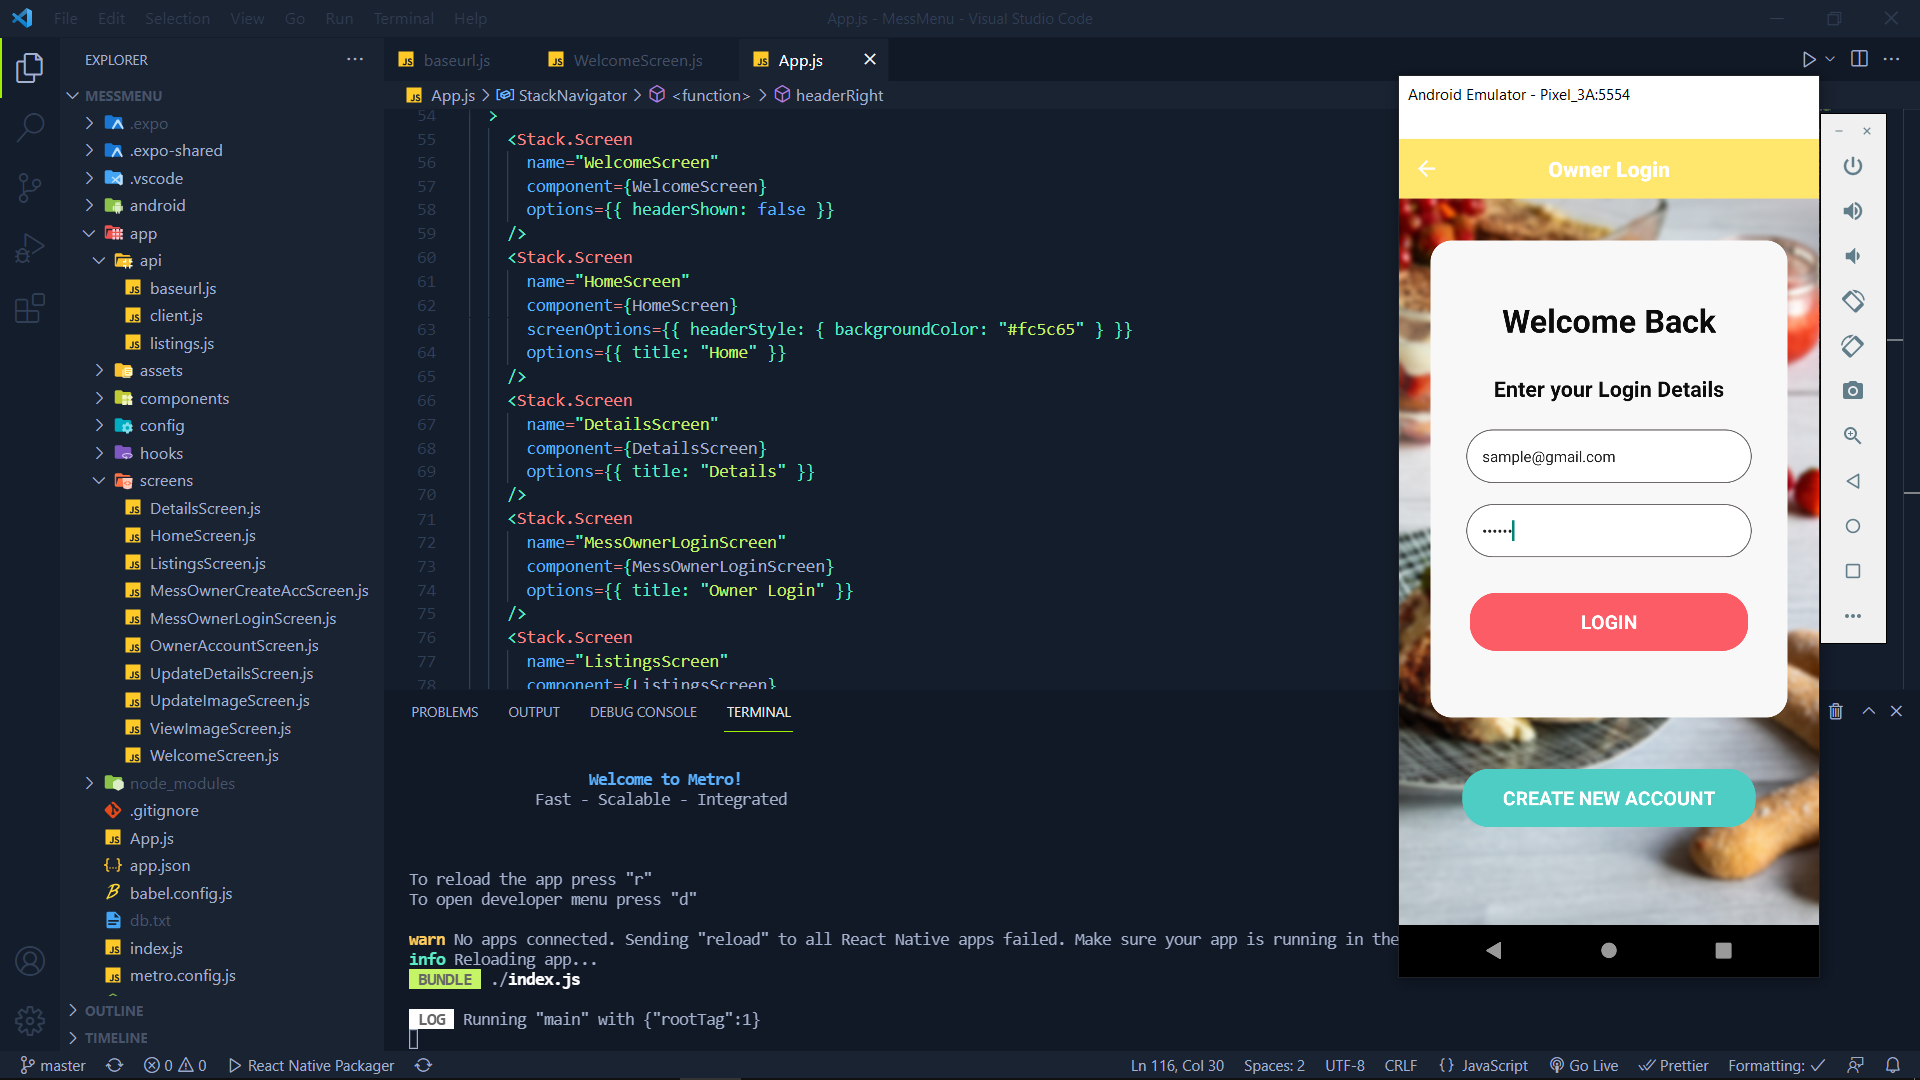 File Edit Selection View Go Run Terminal Help
App.js - MessMenu - Visual Studio Code
EXPLORER
MESSMENU
.expo
.expo-shared
.vscode
android
app
api
baseurl.js
client.js
listings.js
assets
components
config
hooks
screens
DetailsScreen.js
HomeScreen.js
ListingsScreen.js
MessOwnerCreateAccScreen.js
MessOwnerLoginScreen.js
OwnerAccountScreen.js
UpdateDetailsScreen.js
UpdateImageScreen.js
ViewImageScreen.js
WelcomeScreen.js
node_modules
.gitignore
App.js
app.json
babel.config.js
db.txt
index.js
metro.config.js
OUTLINE
TIMELINE
baseurl.js WelcomeScreen.js App.js
App.js > StackNavigator > <function> > headerRight
54 >
55 <Stack.Screen
56 name="WelcomeScreen"
57 component={WelcomeScreen}
58 options={{ headerShown: false }}
59 />
60 <Stack.Screen
61 name="HomeScreen"
62 component={HomeScreen}
63 screenOptions={{ headerStyle: { backgroundColor: "#fc5c65" } }}
64 options={{ title: "Home" }}
65 />
66 <Stack.Screen
67 name="DetailsScreen"
68 component={DetailsScreen}
69 options={{ title: "Details" }}
70 />
71 <Stack.Screen
72 name="MessOwnerLoginScreen"
73 component={MessOwnerLoginScreen}
74 options={{ title: "Owner Login" }}
75 />
76 <Stack.Screen
77 name="ListingsScreen"
78 component={ListingsScreen}
PROBLEMS OUTPUT DEBUG CONSOLE TERMINAL
Welcome to Metro!
Fast - Scalable - Integrated
To reload the app press "r"
To open developer menu press "d"
warn No apps connected. Sending "reload" to all React Native apps failed. Make sure your app is running in the
info Reloading app...
BUNDLE ./index.js
LOG Running "main" with {"rootTag":1}
Android Emulator - Pixel_3A:5554
Owner Login
Welcome Back
Enter your Login Details
sample@gmail.com
••••••
LOGIN
CREATE NEW ACCOUNT
master 0 0 React Native Packager Ln 116, Col 30 Spaces: 2 UTF-8 CRLF {} JavaScript Go Live Prettier Formatting: ✓